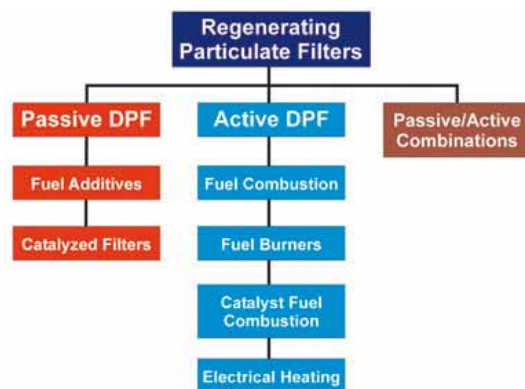 Regenerating
Particulate Filters
Passive DPF
Active DPF
Passive/Active
Combinations
Fuel Additives
Fuel Combustion
Catalyzed Filters
Fuel Burners
Catalyst Fuel
Combustion
Electrical Heating